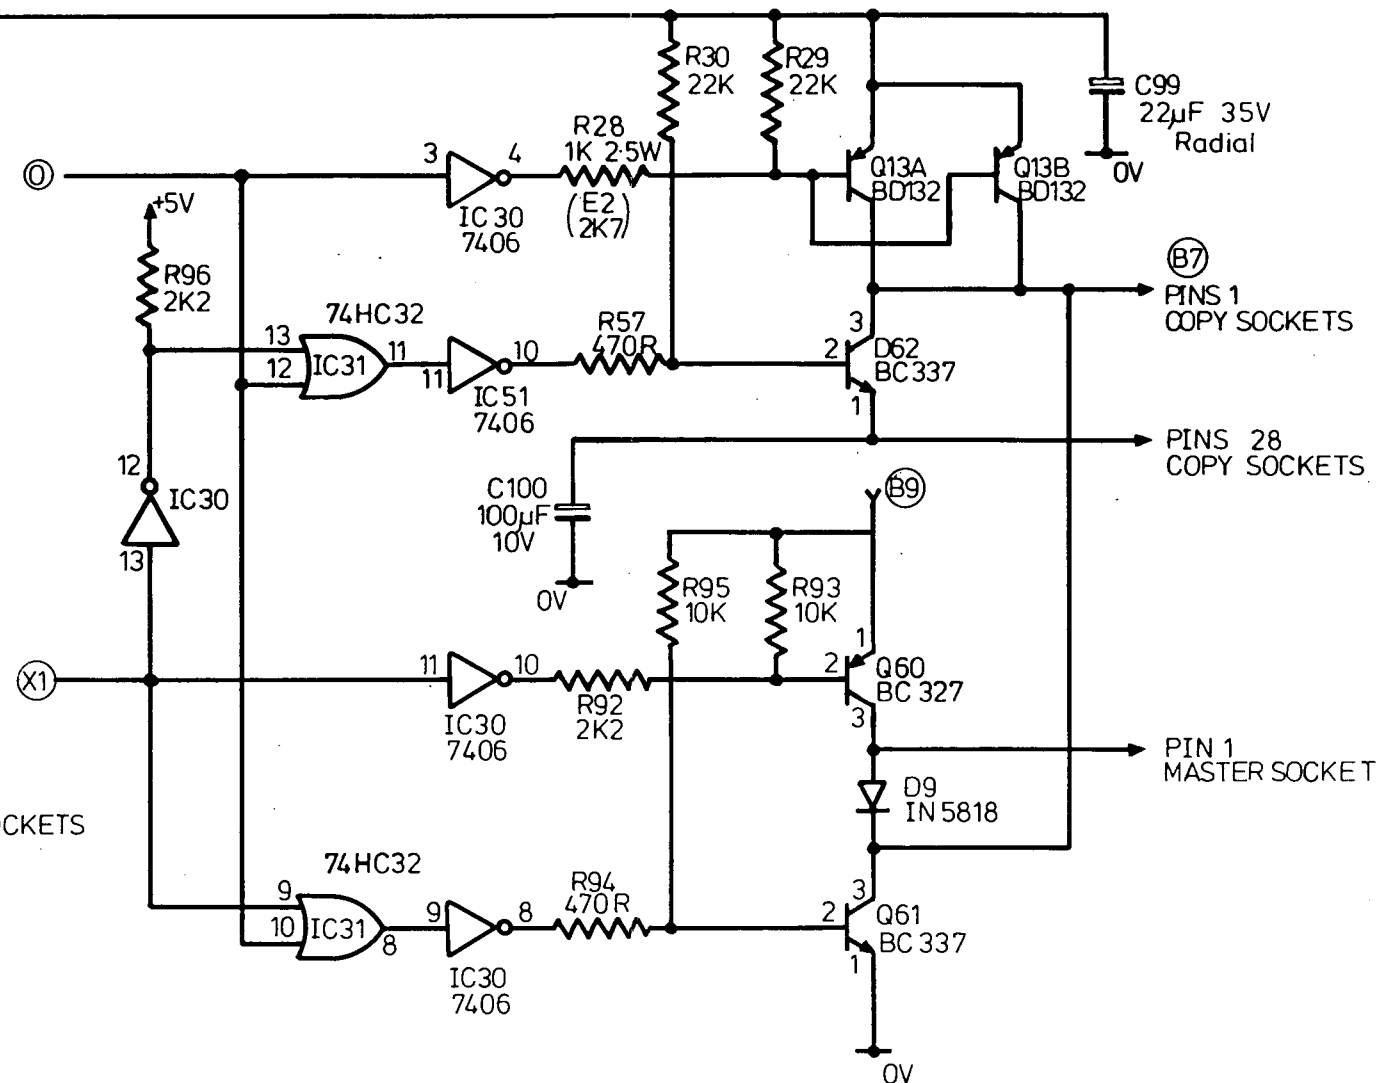 R30
22K
R29
22K
C99
22µF 35V
Radial
0V
O
3
4
R28
1K 2·5W
(E2
2K7)
IC30
7406
Q13A
BD132
Q13B
BD132
+5V
R96
2K2
B7
PINS 1
COPY SOCKETS
74HC32
13
12
IC31
11
11
10
IC51
7406
R57
470R
2
3
1
D62
BC337
PINS 28
COPY SOCKETS
12
IC30
13
C100
100µF
10V
0V
B9
R95
10K
R93
10K
X1
11
10
IC30
7406
R92
2K2
1
2
3
Q60
BC 327
PIN 1
MASTER SOCKET
D9
IN5818
OCKETS
74HC32
9
10
IC31
8
9
8
IC30
7406
R94
470R
2
3
1
Q61
BC 337
0V